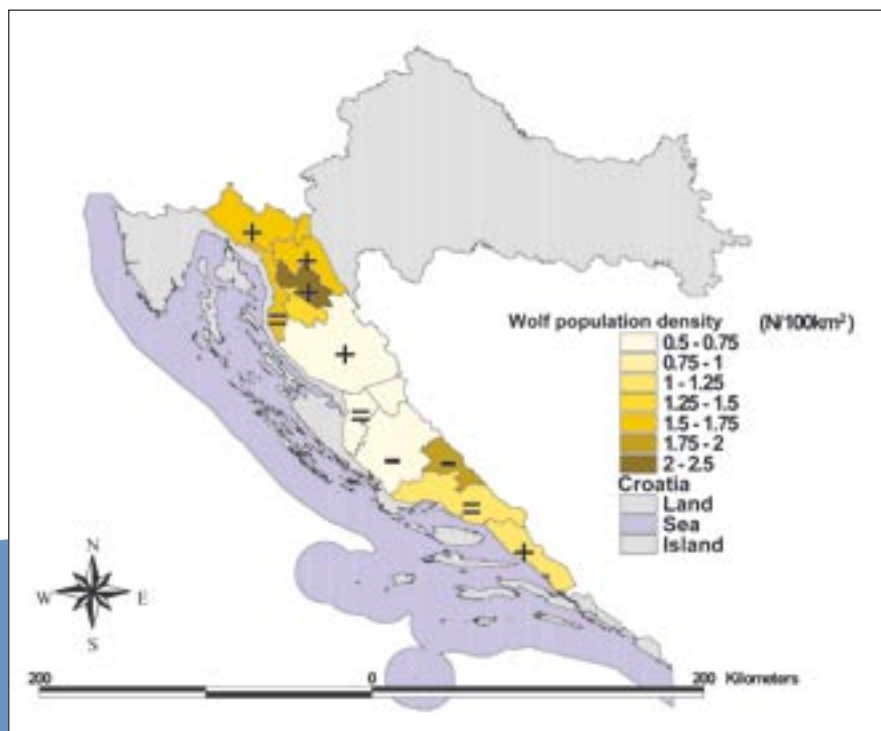 Wolf population density (N/100km²)
0.5 - 0.75
0.75 - 1
1 - 1.25
1.25 - 1.5
1.5 - 1.75
1.75 - 2
2 - 2.5
Croatia
Land
Sea
Island
+
+
+
=
+
=
-
-
=
+
N
W E
S
200 0 200 Kilometers